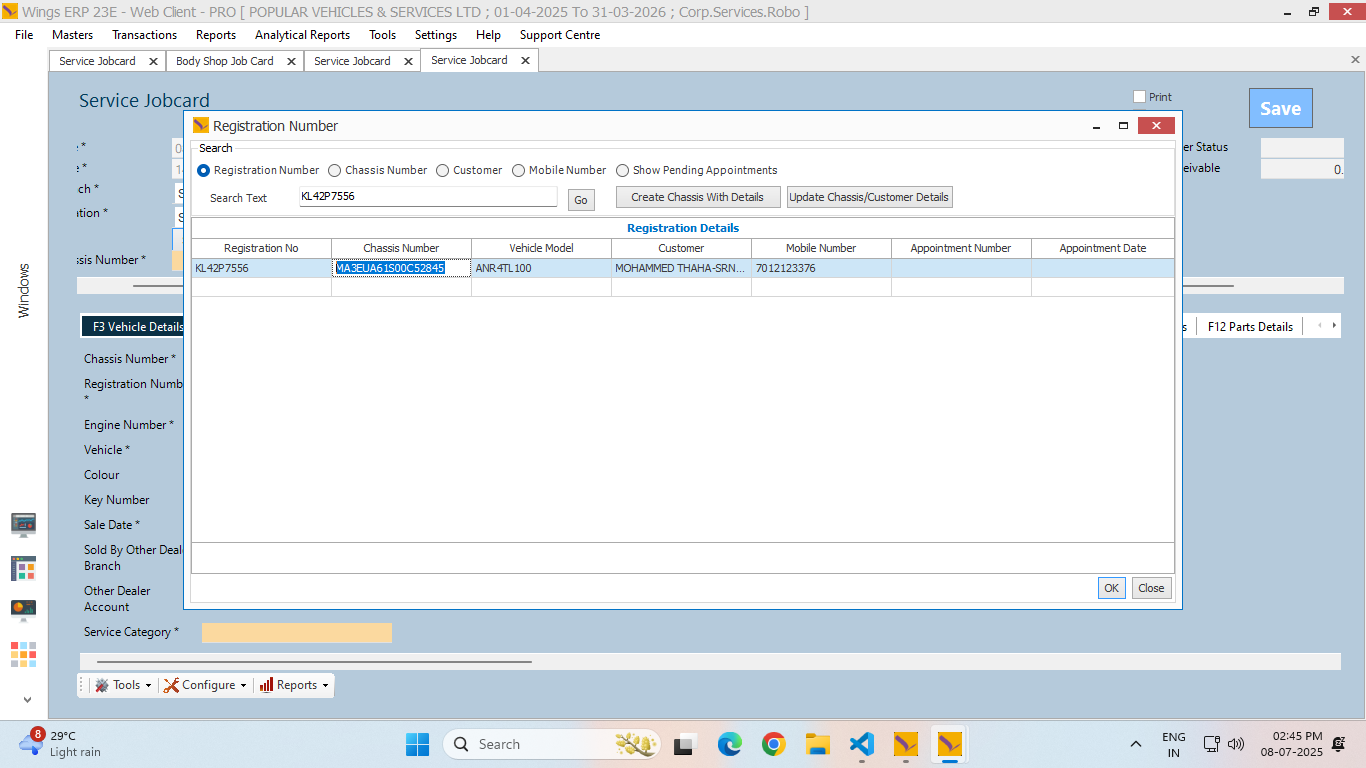 Wings ERP 23E - Web Client - PRO [ POPULAR VEHICLES & SERVICES LTD ; 01-04-2025 To 31-03-2026 ; Corp.Services.Robo ]
File Masters Transactions Reports Analytical Reports Tools Settings Help Support Centre
Service Jobcard Body Shop Job Card Service Jobcard Service Jobcard
Service Jobcard
Print
Save
Registration Number
Search
Registration Number Chassis Number Customer Mobile Number Show Pending Appointments
Search Text KL42P7556 Go Create Chassis With Details Update Chassis/Customer Details
Registration Details
Registration No Chassis Number Vehicle Model Customer Mobile Number Appointment Number Appointment Date
KL42P7556 MA3EUA61S00C52845 ANR4TL100 MOHAMMED THAHA-SRN... 7012123376
OK Close
er Status
eivable 0.
ch *
ation *
ssis Number *
Windows
F3 Vehicle Details
s F12 Parts Details
Chassis Number *
Registration Numb
*
Engine Number *
Vehicle *
Colour
Key Number
Sale Date *
Sold By Other Deal
Branch
Other Dealer
Account
Service Category *
Tools Configure Reports
8
29°C
Light rain
Search
ENG
IN
02:45 PM
08-07-2025